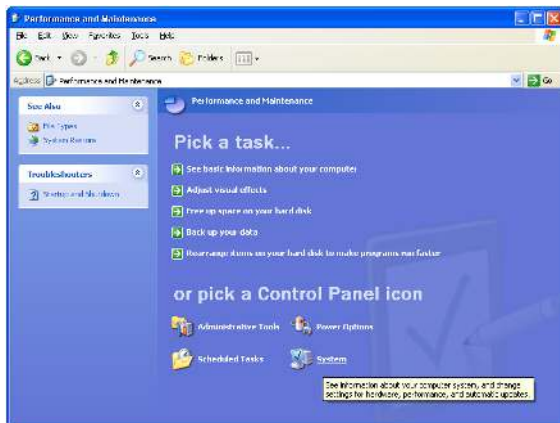 Performance and Maintenance
File Edit View Favorites Tools Help
Back Search Folders
Address Performance and Maintenance Go
See Also
File Types
System Restore
Troubleshooters
Startup and Shutdown
Performance and Maintenance
Pick a task...
See basic information about your computer
Adjust visual effects
Free up space on your hard disk
Back up your data
Rearrange items on your hard disk to make programs run faster
or pick a Control Panel icon
Administrative Tools Power Options
Scheduled Tasks System
See information about your computer system, and change
settings for hardware, performance, and automatic updates.